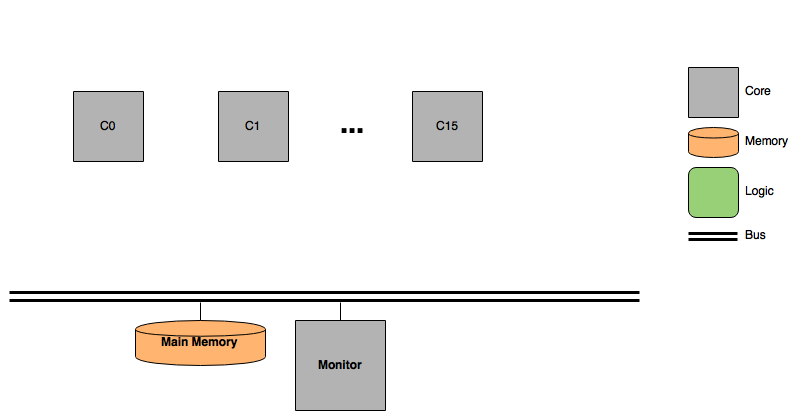 C0
C1
...
C15
Core
Memory
Logic
Bus
Main Memory
Monitor